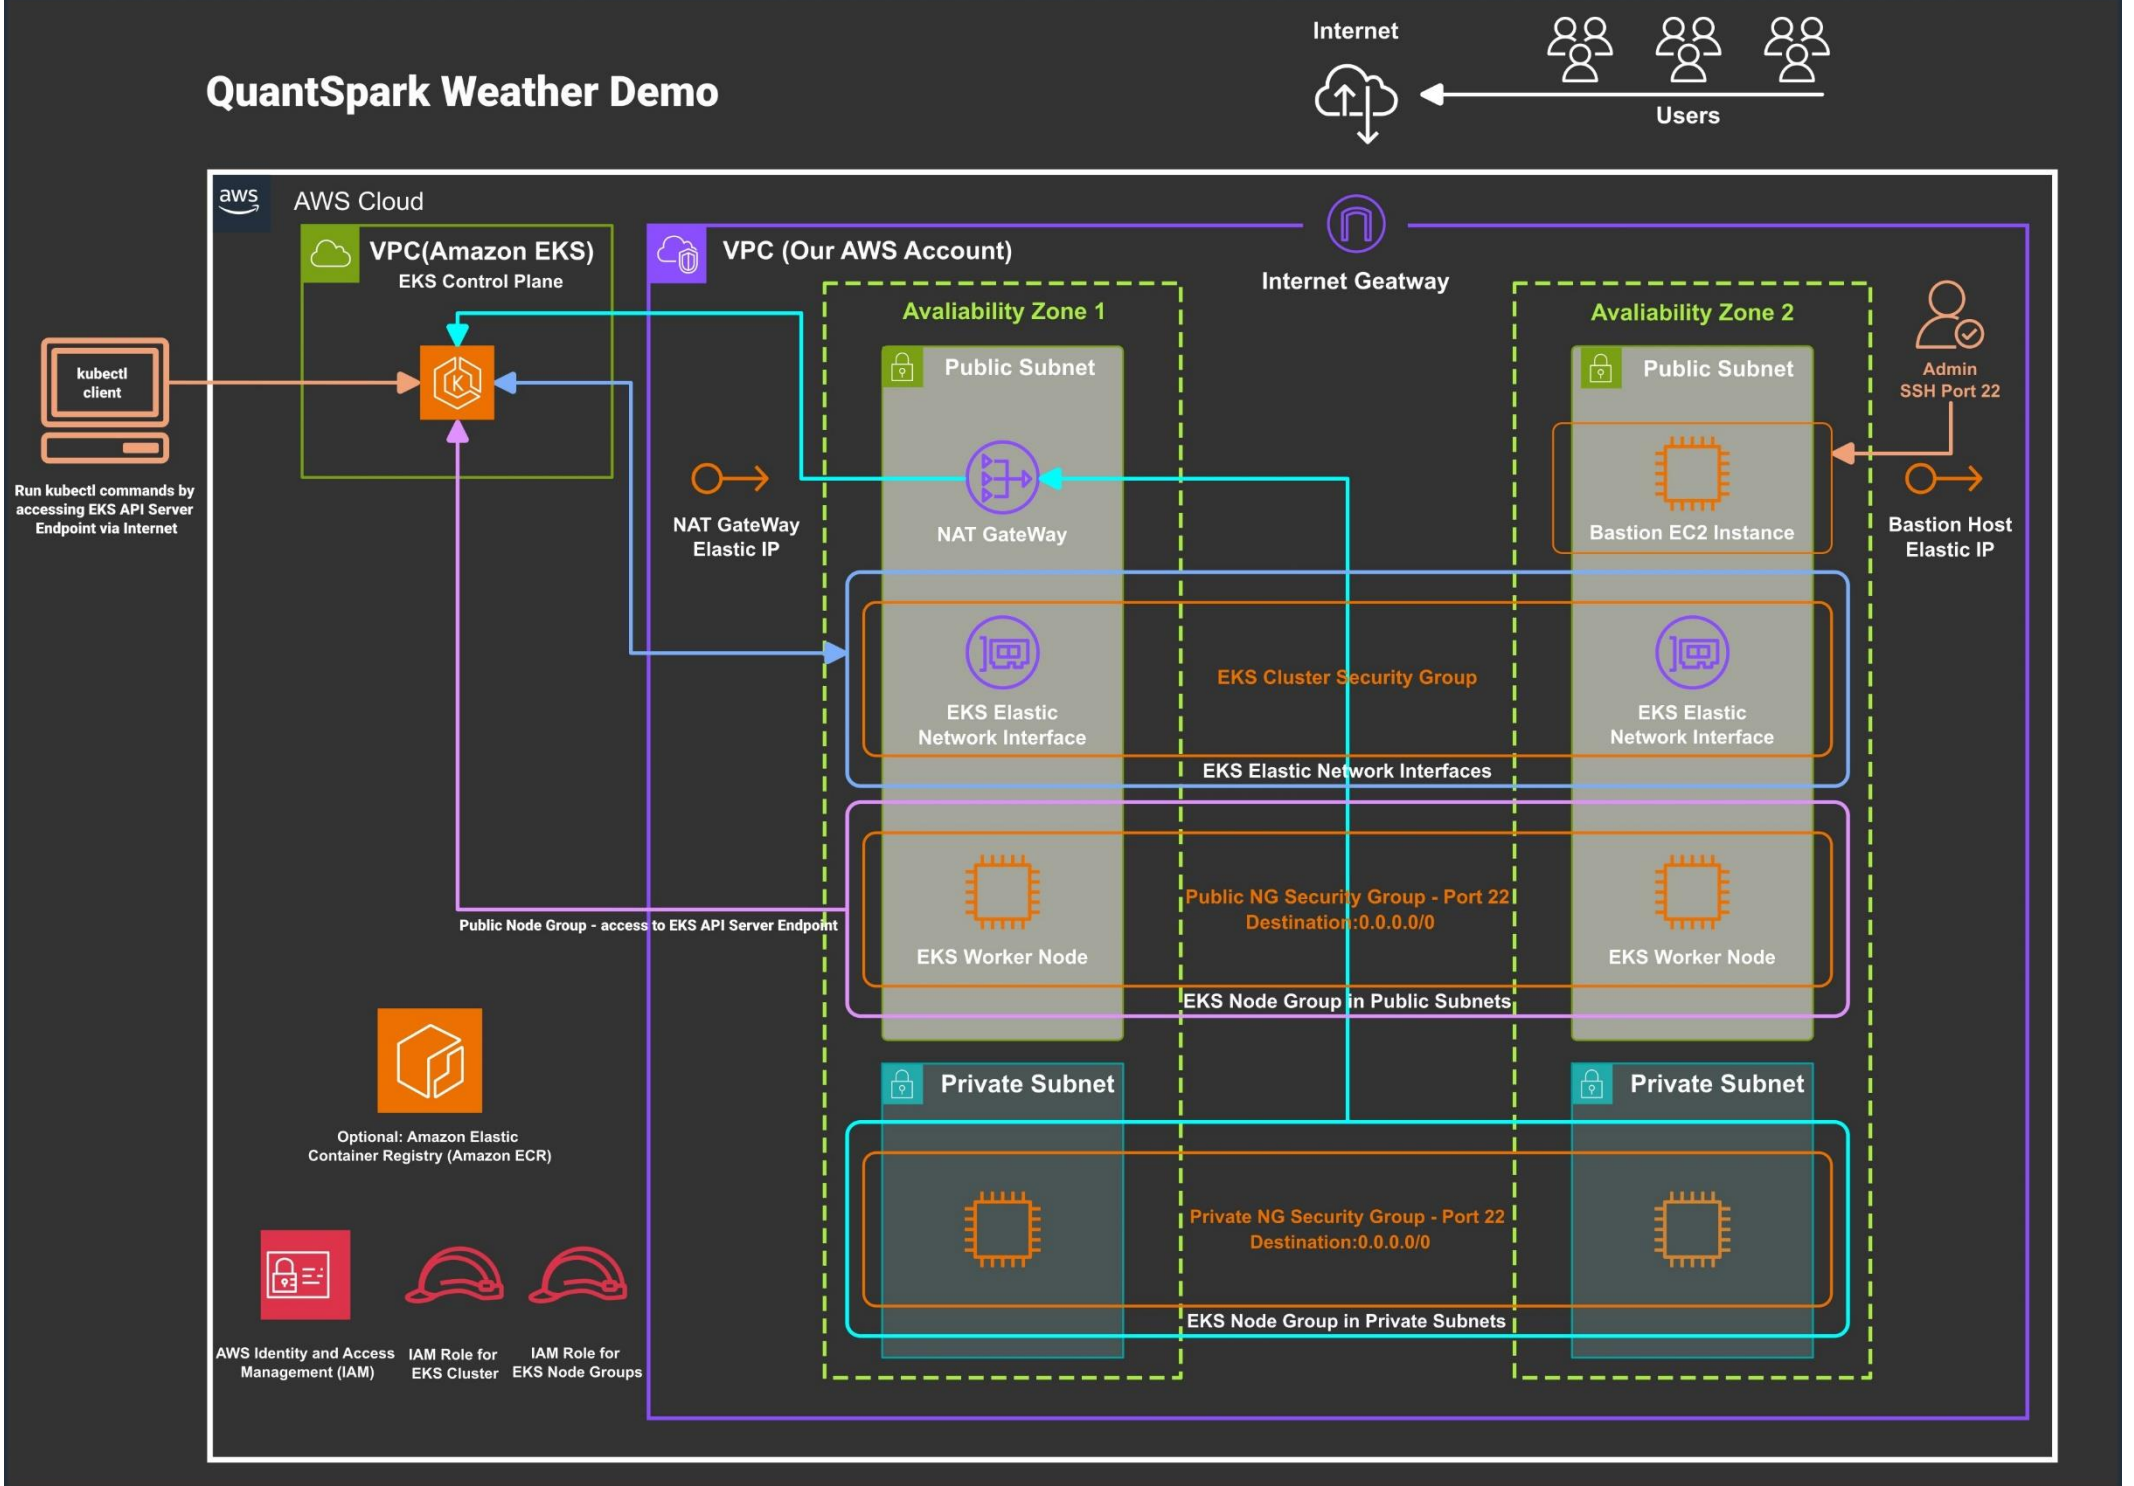 Internet
QuantSpark Weather Demo
Users
aws
AWS Cloud
VPC(Amazon EKS)
EKS Control Plane
VPC (Our AWS Account)
Internet Geatway
Avaliability Zone 1
Avaliability Zone 2
kubectl
client
K
Public Subnet
Public Subnet
Admin
SSH Port 22
Run kubectl commands by
accessing EKS API Server
Endpoint via Internet
NAT GateWay
Elastic IP
NAT GateWay
Bastion EC2 Instance
Bastion Host
Elastic IP
EKS Cluster Security Group
EKS Elastic
Network Interface
EKS Elastic
Network Interface
EKS Elastic Network Interfaces
Public NG Security Group - Port 22
Destination:0.0.0.0/0
Public Node Group - access to EKS API Server Endpoint
EKS Worker Node
EKS Worker Node
EKS Node Group in Public Subnets
Private Subnet
Private Subnet
Optional: Amazon Elastic
Container Registry (Amazon ECR)
Private NG Security Group - Port 22
Destination:0.0.0.0/0
EKS Node Group in Private Subnets
AWS Identity and Access
Management (IAM)
IAM Role for
EKS Cluster
IAM Role for
EKS Node Groups